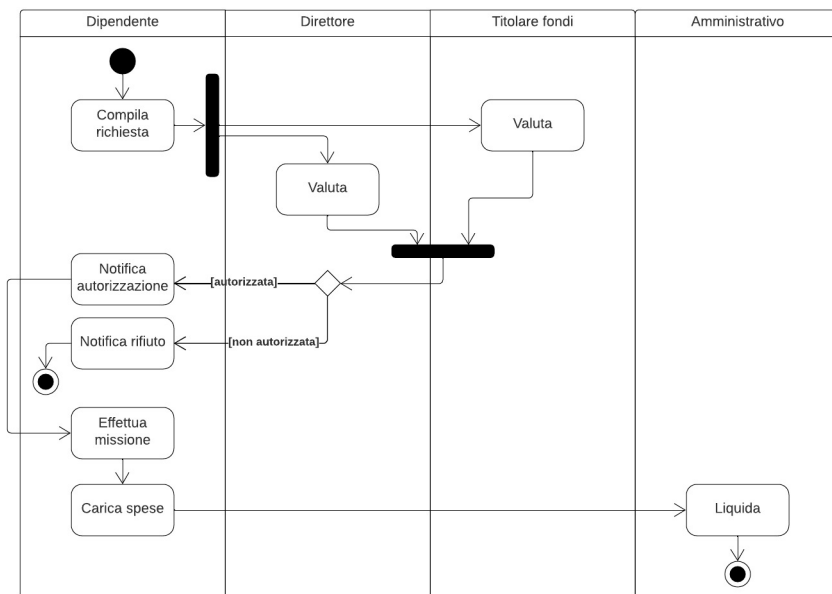 Dipendente
Direttore
Titolare fondi
Amministrativo
Compila
richiesta
Valuta
Valuta
Notifica
autorizzazione
[autorizzata]
Notifica rifiuto
[non autorizzata]
Effettua
missione
Carica spese
Liquida